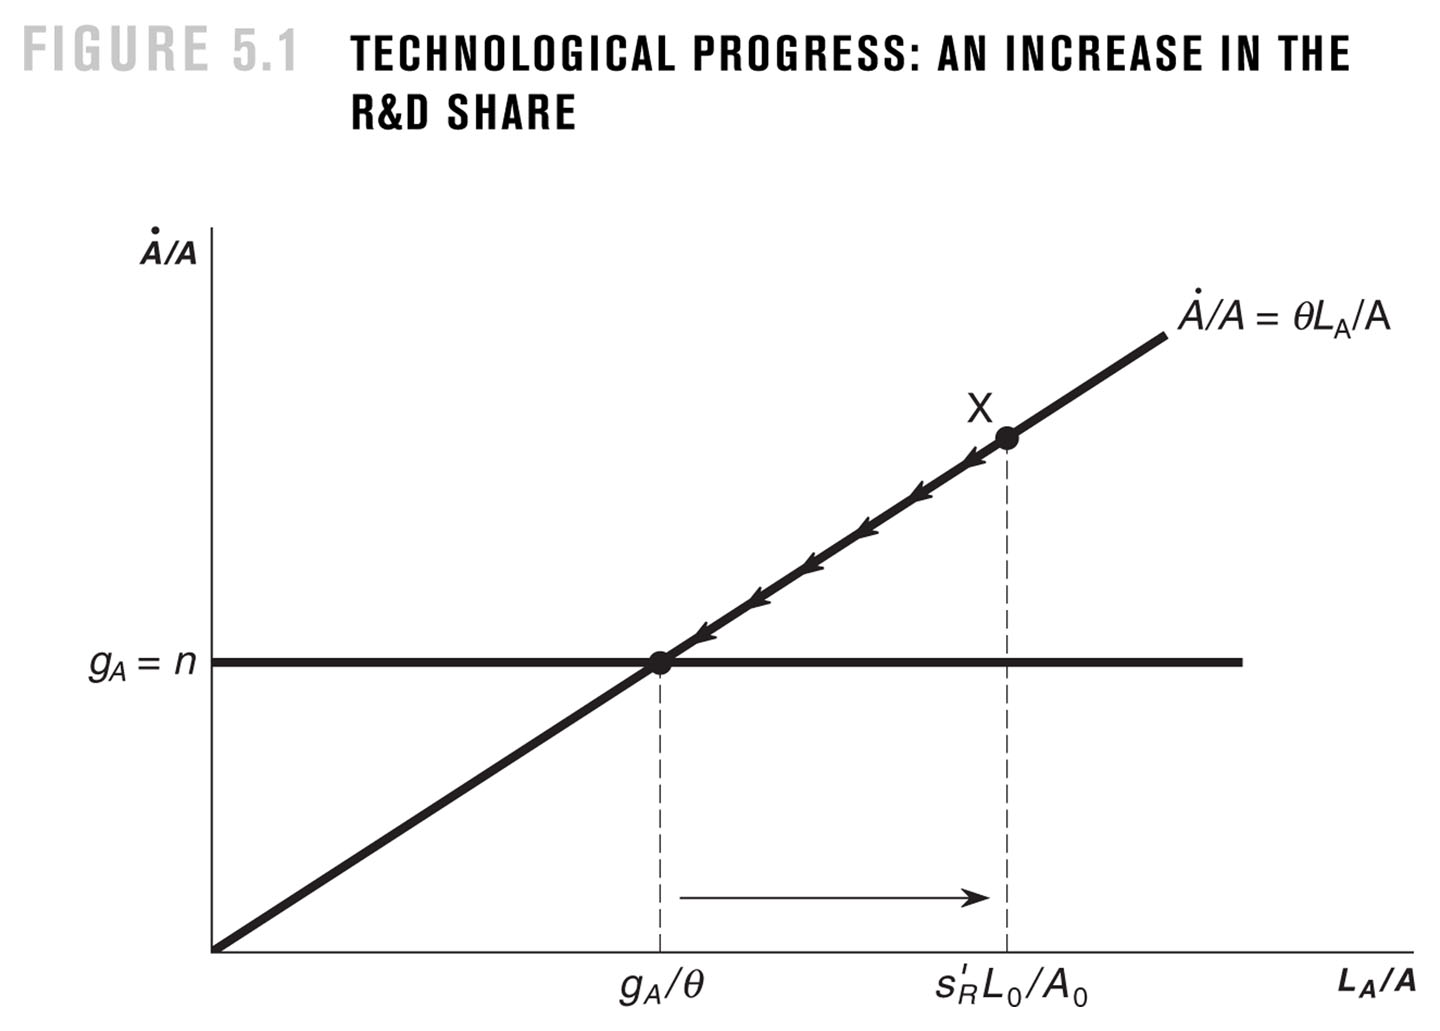 FIGURE 5.1 TECHNOLOGICAL PROGRESS: AN INCREASE IN THE
R&D SHARE
Ȧ/A
Ȧ/A = θL_A/A
X
g_A = n
g_A/θ
s'_R L_0/A_0
L_A/A